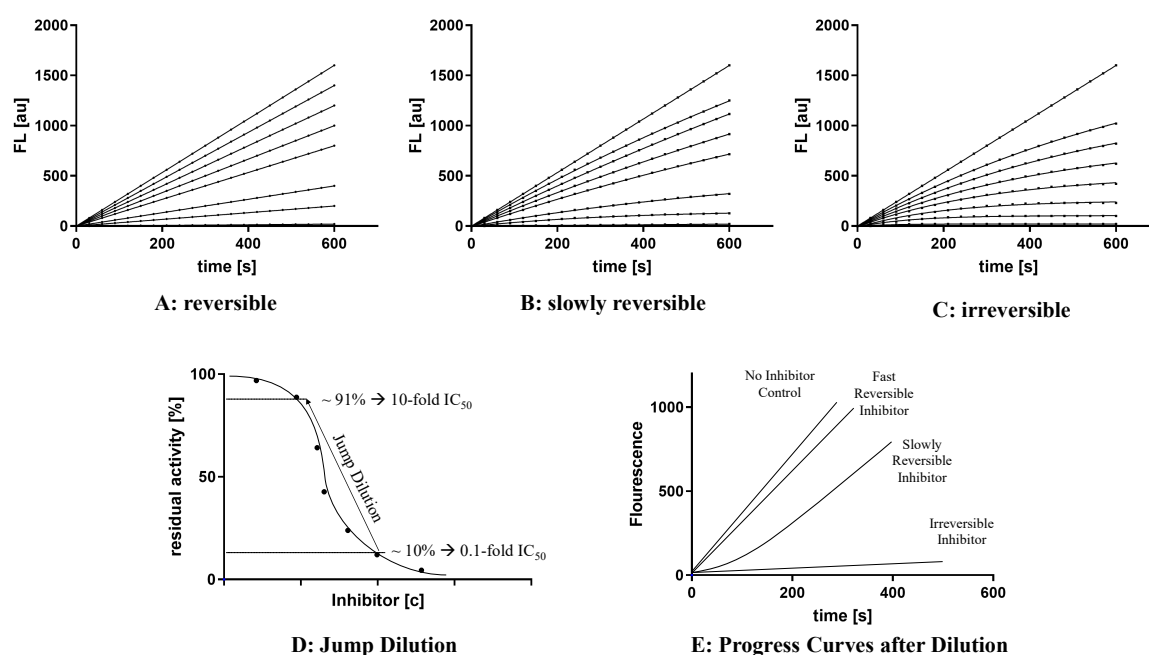 2000
1500
1000
500
0
FL [au]
0 200 400 600
time [s]
A: reversible
2000
1500
1000
500
0
FL [au]
0 200 400 600
time [s]
B: slowly reversible
2000
1500
1000
500
0
FL [au]
0 200 400 600
time [s]
C: irreversible
100
50
0
residual activity [%]
~ 91% → 10-fold IC50
Jump Dilution
~ 10% → 0.1-fold IC50
Inhibitor [c]
D: Jump Dilution
1000
500
0
Flourescence
No Inhibitor
Control
Fast
Reversible
Inhibitor
Slowly
Reversible
Inhibitor
Irreversible
Inhibitor
0 200 400 600
time [s]
E: Progress Curves after Dilution